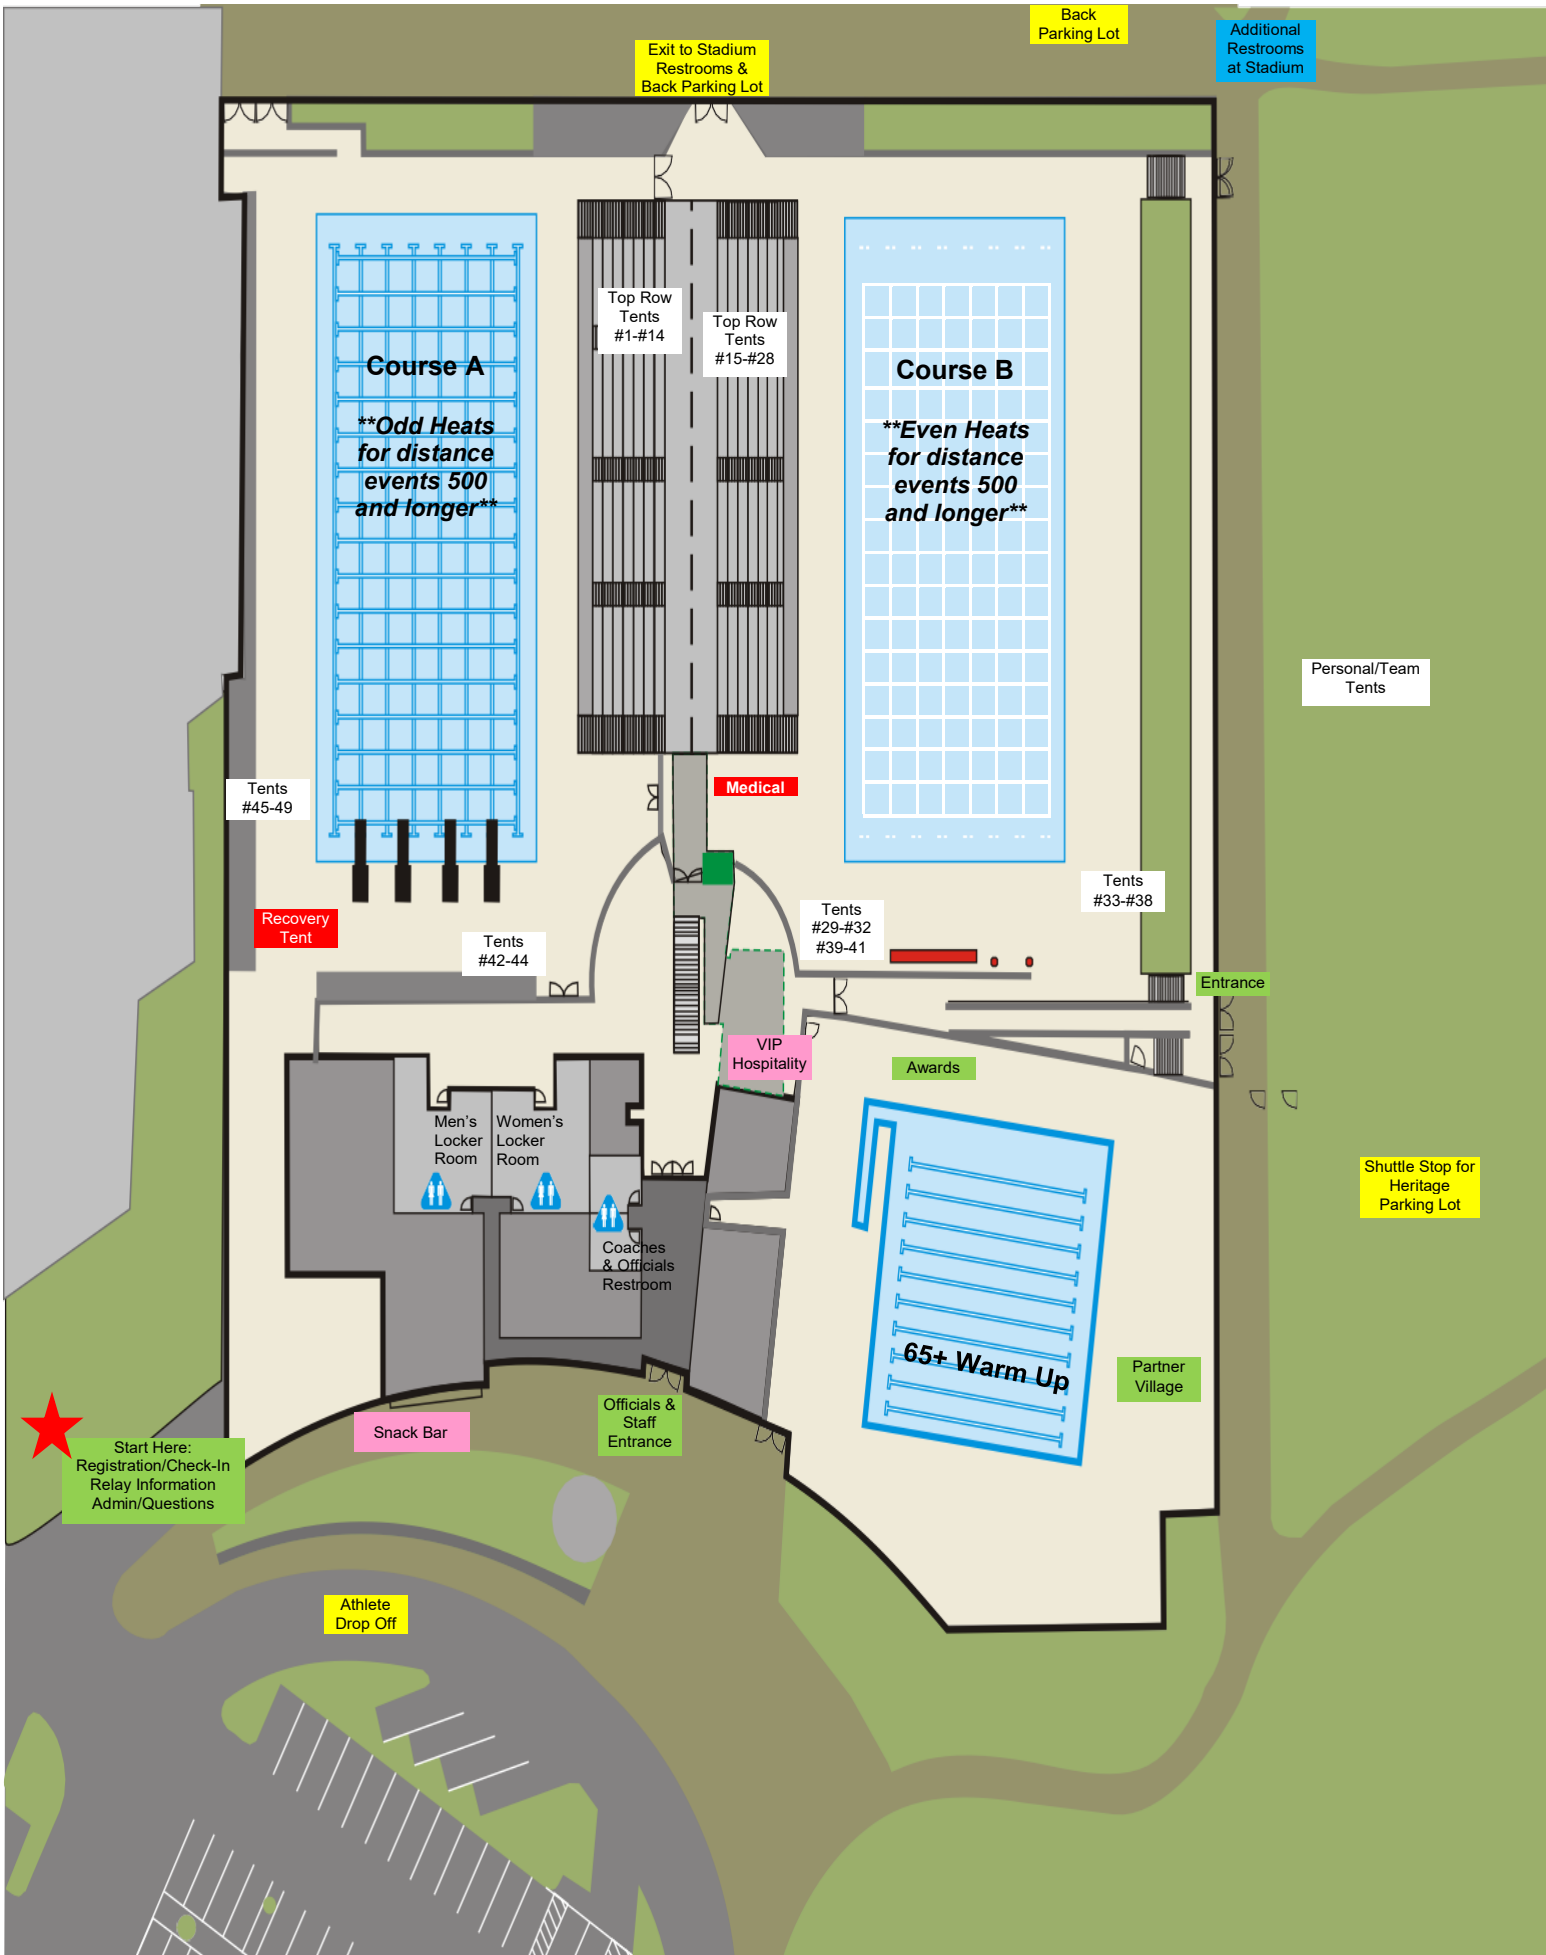 Back
Parking Lot
Additional
Restrooms
at Stadium
Exit to Stadium
Restrooms &
Back Parking Lot
Top Row
Tents
#1-#14
Top Row
Tents
#15-#28
Course A
**Odd Heats
for distance
events 500
and longer**
Course B
**Even Heats
for distance
events 500
and longer**
Personal/Team
Tents
Tents
#45-49
Medical
Tents
#33-#38
Recovery
Tent
Tents
#42-44
Tents
#29-#32
#39-41
Entrance
VIP
Hospitality
Awards
Men's
Locker
Room
Women's
Locker
Room
Coaches
& Officials
Restroom
Shuttle Stop for
Heritage
Parking Lot
65+ Warm Up
Partner
Village
Snack Bar
Officials &
Staff
Entrance
Start Here:
Registration/Check-In
Relay Information
Admin/Questions
Athlete
Drop Off